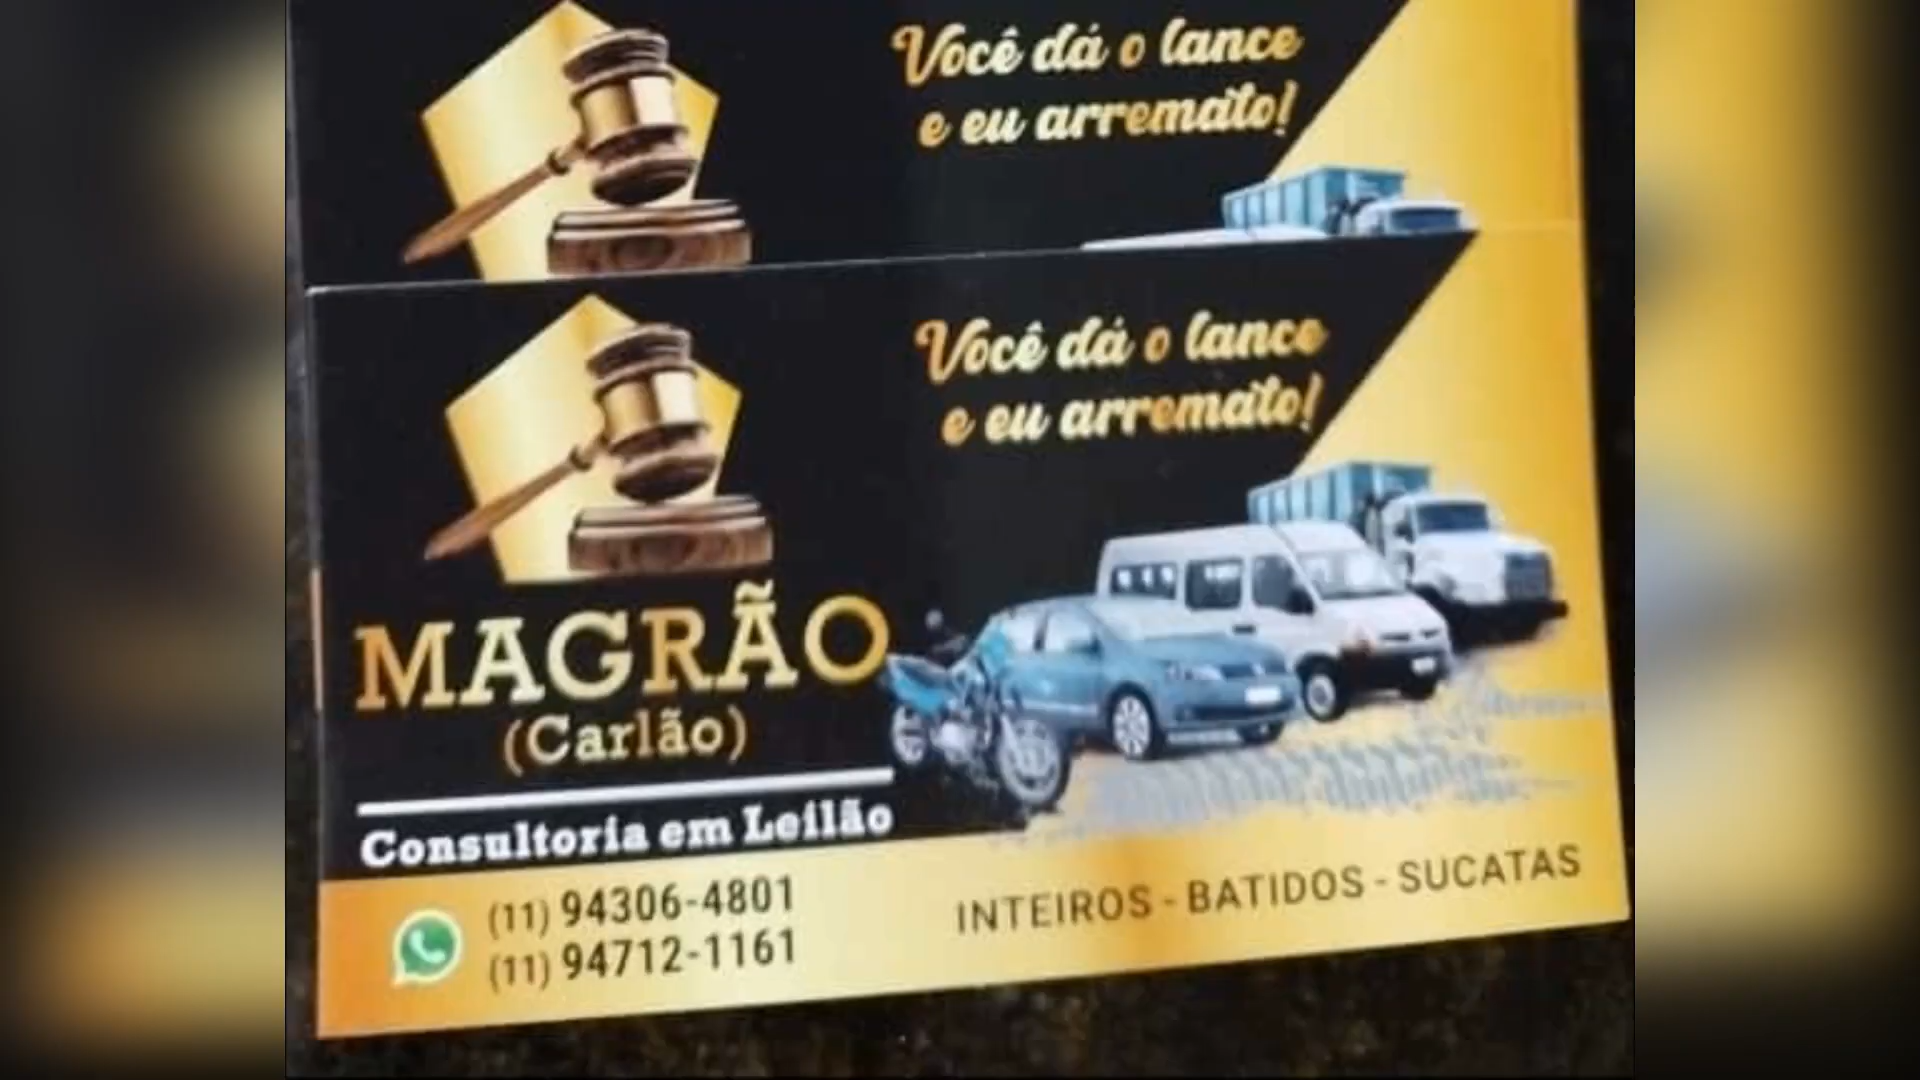 Você dá o lance
e eu arremato!
Você dá o lance
e eu arremato!
MAGRÃO
(Carlão)
Consultoria em Leilão
(11) 94306-4801
(11) 94712-1161
INTEIROS - BATIDOS - SUCATAS